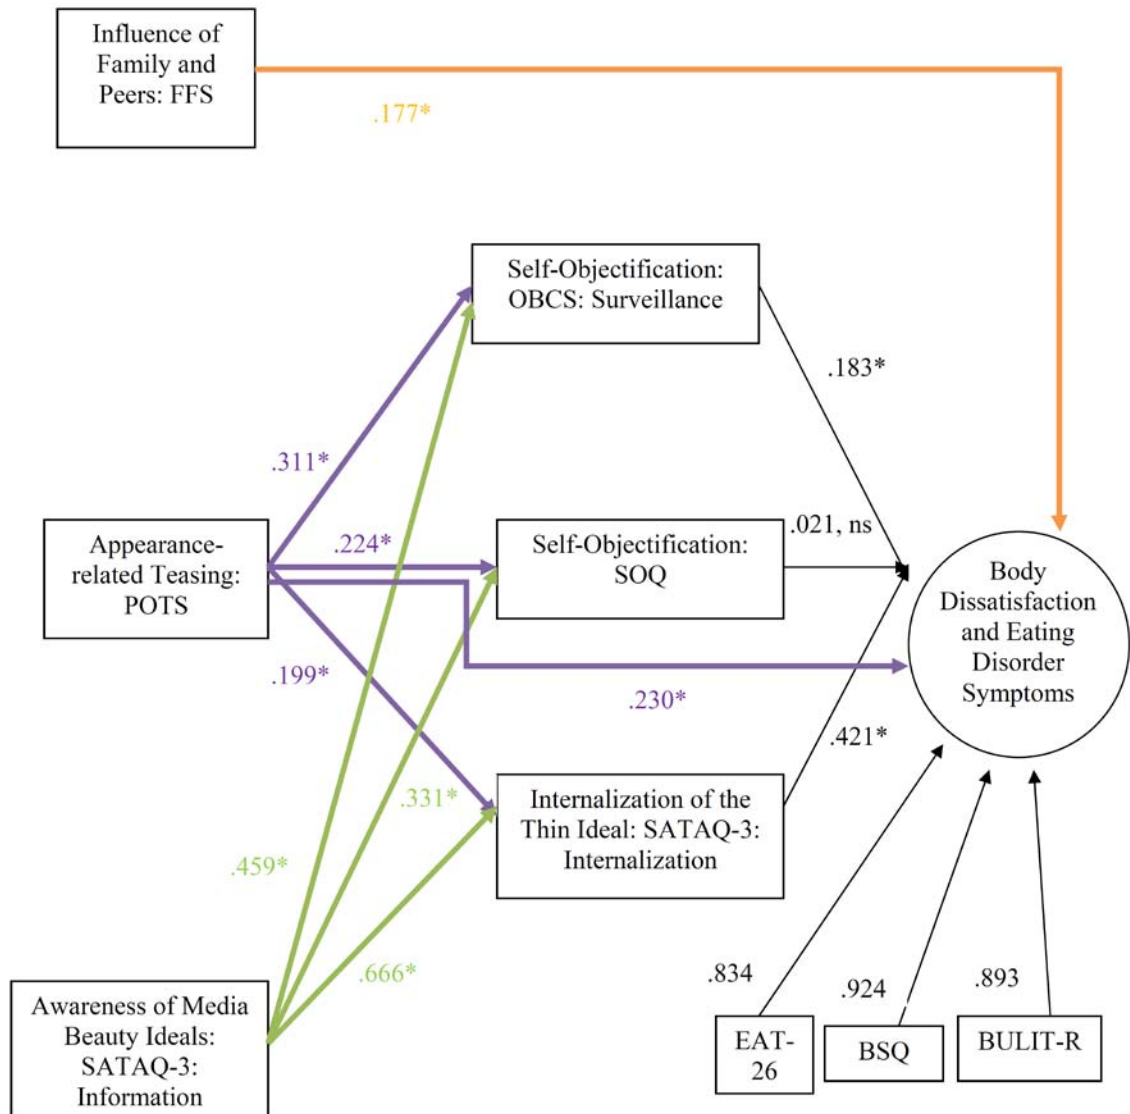 Influence of
Family and
Peers: FFS
.177*
Self-Objectification:
OBCS: Surveillance
.183*
.311*
Appearance-
related Teasing:
POTS
.224*
Self-Objectification:
SOQ
.021, ns
Body
Dissatisfaction
and Eating
Disorder
Symptoms
.199*
.230*
.421*
.331*
Internalization of the
Thin Ideal: SATAQ-3:
Internalization
.459*
.666*
.834
.924
.893
Awareness of Media
Beauty Ideals:
SATAQ-3:
Information
EAT-
26
BSQ
BULIT-R